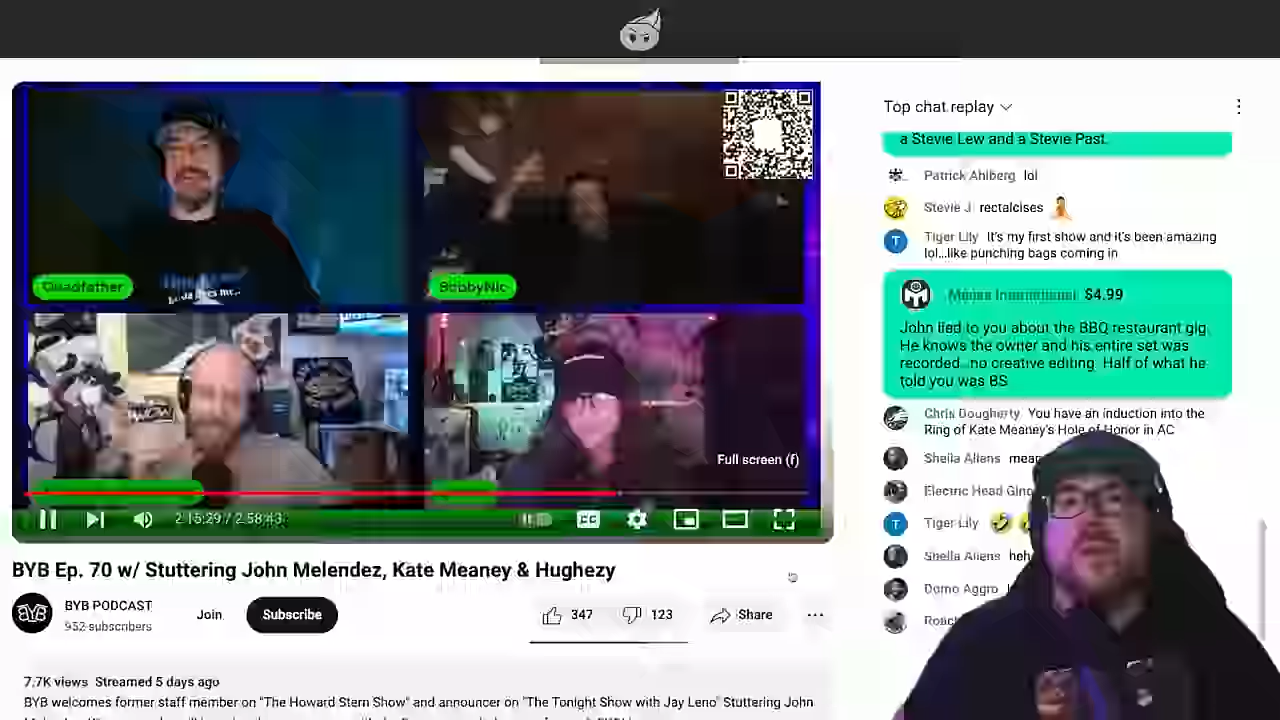 Top chat replay
a Stevie Lew and a Stevie Past.
Patrick Ahlberg lol
Stevie J rectalcises
Tiger Lily It's my first show and it's been amazing
lol...like punching bags coming in
$4.99
John lied to you about the BBQ restaurant gig.
He knows the owner and his entire set was
recorded...no creative editing. Half of what he
told you was BS
Chris Dougherty You have an induction into the
Ring of Kate Meaney's Hole of Honor in AC
Sheila Aliens
Electric Head
Tiger Lily
Sheila Aliens heh
Domo Aggro
Quadfather
BobbyNic
WOW
Full screen (f)
2:15:29 / 2:58:43
CC
BYB Ep. 70 w/ Stuttering John Melendez, Kate Meaney & Hughezy
BYB
BYB PODCAST
952 subscribers
Join
Subscribe
347
123
Share
7.7K views Streamed 5 days ago
BYB welcomes former staff member on "The Howard Stern Show" and announcer on "The Tonight Show with Jay Leno" Stuttering John